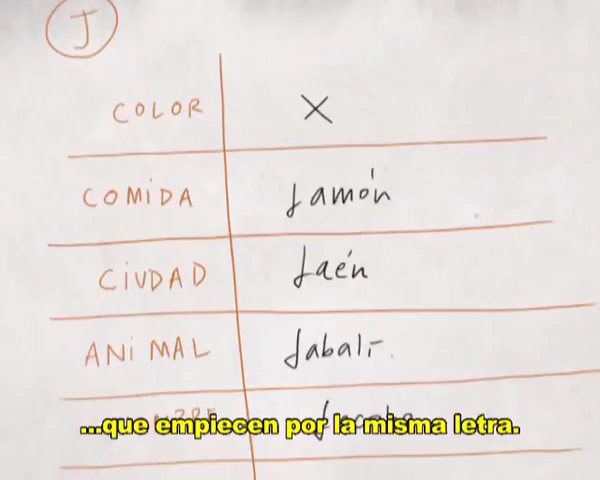 J
COLOR X
COMIDA Jamón
CIUDAD Jaén
ANIMAL Jabalí
...que empiecen por la misma letra.